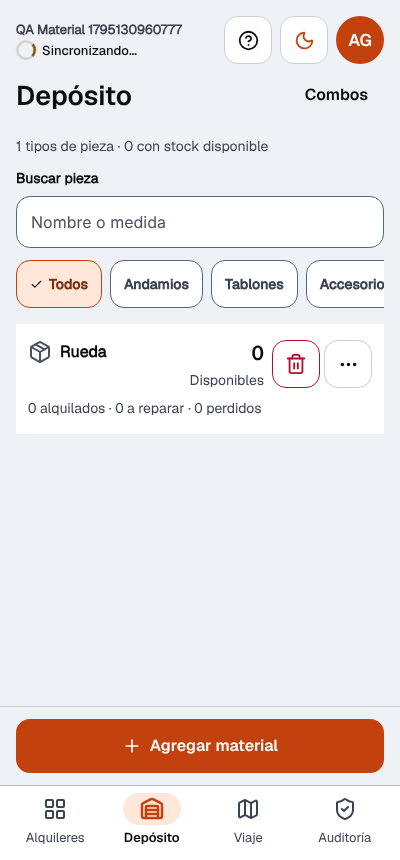 QA Material 1795130960777
Sincronizando...
AG
Depósito
Combos
1 tipos de pieza · 0 con stock disponible
Buscar pieza
Nombre o medida
Todos
Andamios
Tablones
Accesorio
Rueda
0
Disponibles
0 alquilados · 0 a reparar · 0 perdidos
Agregar material
Alquileres
Depósito
Viaje
Auditoría